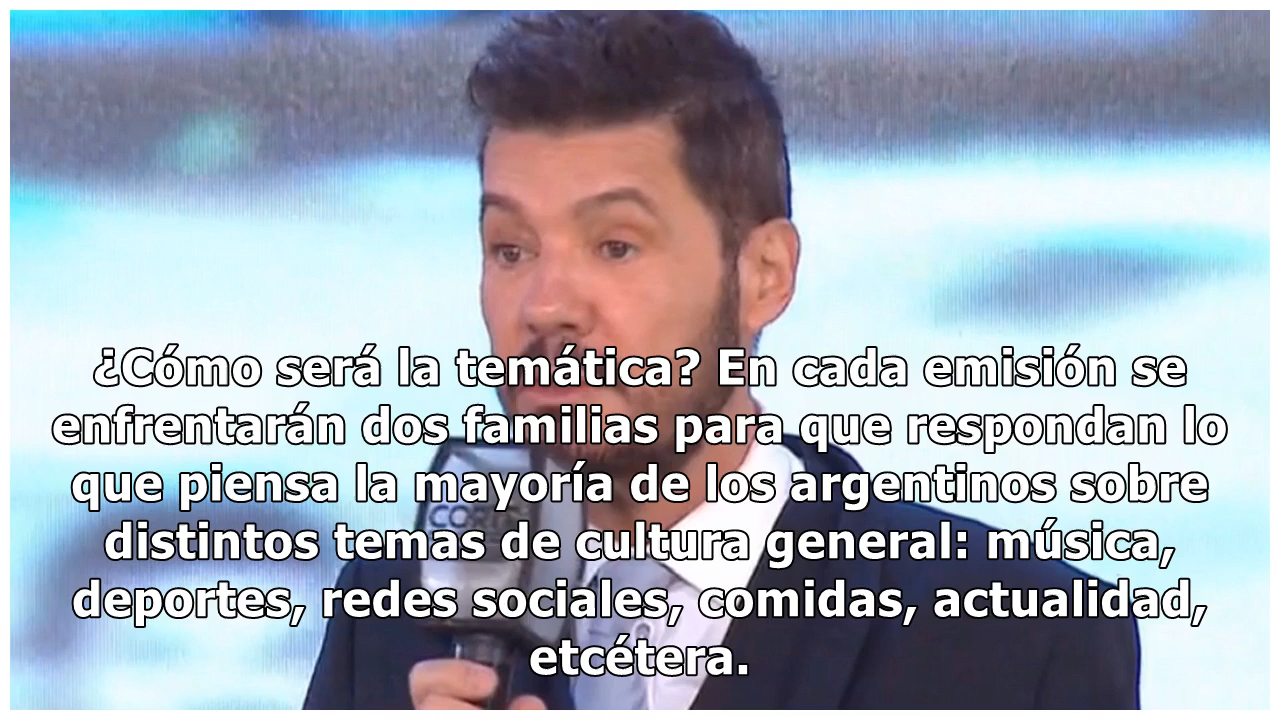 ¿Cómo será la temática? En cada emisión se
enfrentarán dos familias para que respondan lo
que piensa la mayoría de los argentinos sobre
distintos temas de cultura general: música,
deportes, redes sociales, comidas, actualidad,
etcétera.